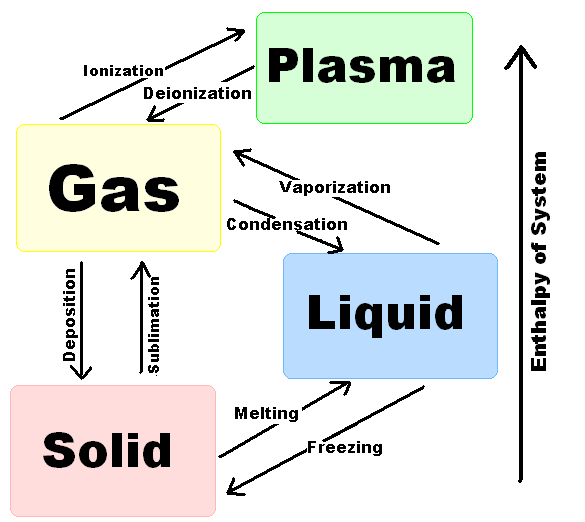 Plasma
Ionization
Deionization
Gas
Vaporization
Condensation
Enthalpy of System
Liquid
Deposition
Sublimation
Solid
Melting
Freezing